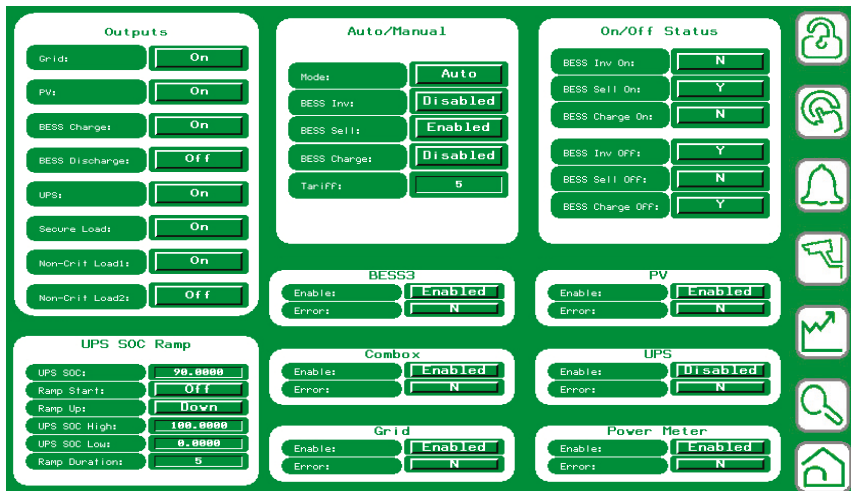 Outputs
Grid: On
PV: On
BESS Charge: On
BESS Discharge: Off
UPS: On
Secure Load: On
Non-Crit Load1: On
Non-Crit Load2: Off
Auto/Manual
Mode: Auto
BESS Inv: Disabled
BESS Sell: Enabled
BESS Charge: Disabled
Tariff: 5
On/Off Status
BESS Inv On: N
BESS Sell On: Y
BESS Charge On: N
BESS Inv OFF: Y
BESS Sell OFF: N
BESS Charge OFF: Y
BESS3
Enable: Enabled
Error: N
PV
Enable: Enabled
Error: N
UPS SOC Ramp
UPS SOC: 90.0000
Ramp Start: Off
Ramp Up: Down
UPS SOC High: 100.0000
UPS SOC Low: 0.0000
Ramp Duration: 5
Combox
Enable: Enabled
Error: N
UPS
Enable: Disabled
Error: N
Grid
Enable: Enabled
Error: N
Power Meter
Enable: Enabled
Error: N